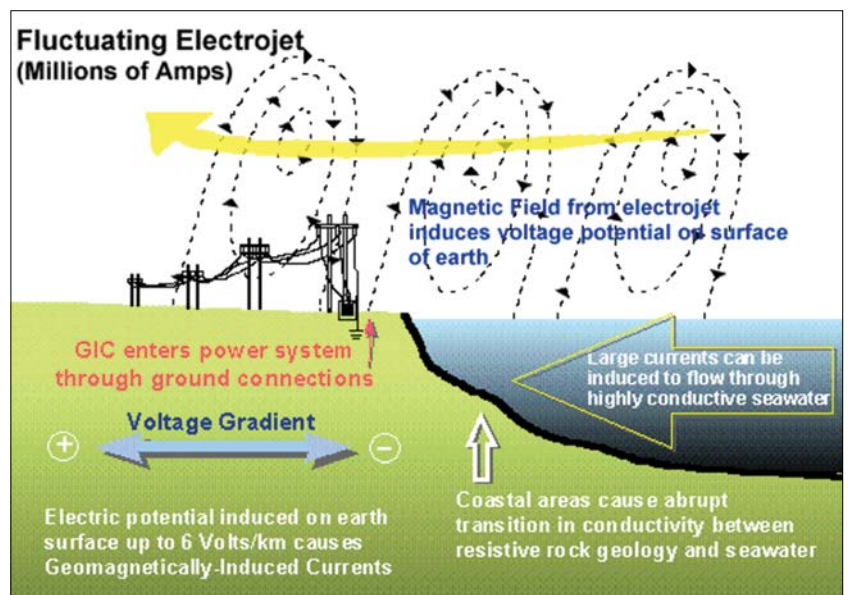 Fluctuating Electrojet
(Millions of Amps)
Magnetic Field from electrojet
induces voltage potential on surface
of earth
GIC enters power system
through ground connections
Large currents can be
induced to flow through
highly conductive seawater
Voltage Gradient
+
−
Electric potential induced on earth
surface up to 6 Volts/km causes
Geomagnetically-Induced Currents
Coastal areas cause abrupt
transition in conductivity between
resistive rock geology and seawater